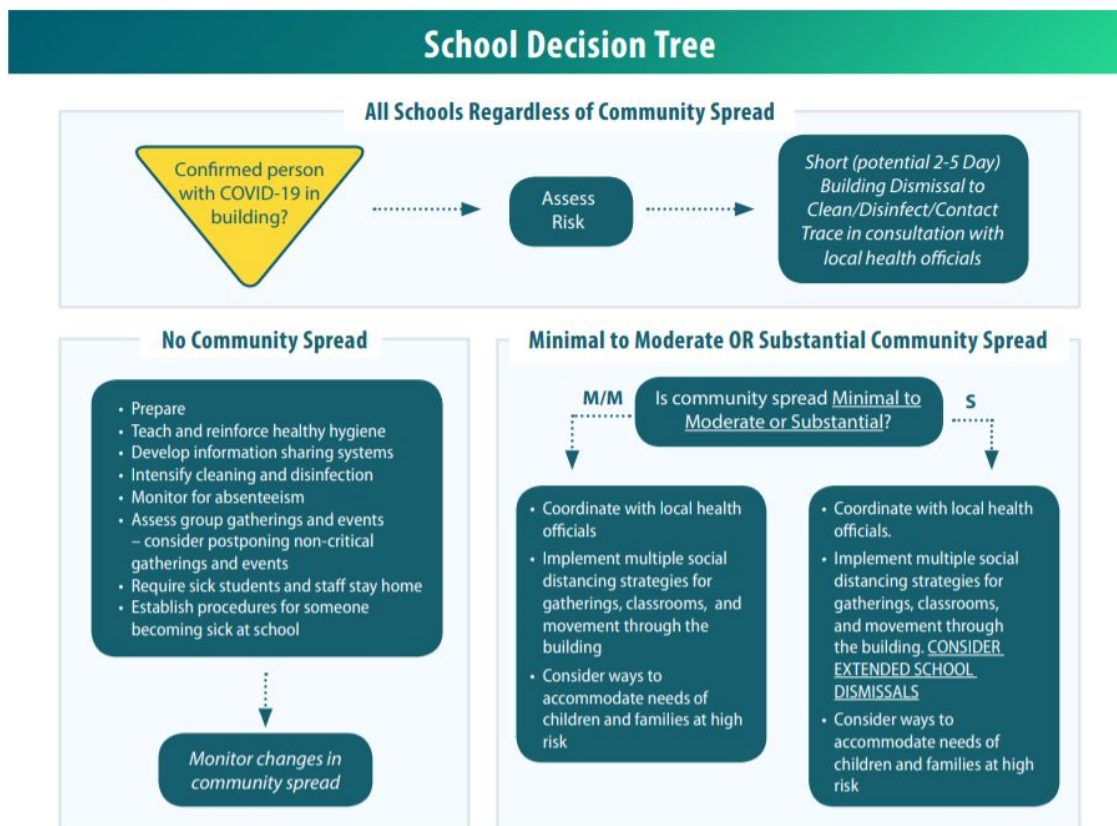 School Decision Tree
All Schools Regardless of Community Spread
Confirmed person
with COVID-19 in
building?
Assess
Risk
Short (potential 2-5 Day)
Building Dismissal to
Clean/Disinfect/Contact
Trace in consultation with
local health officials
No Community Spread
• Prepare
• Teach and reinforce healthy hygiene
• Develop information sharing systems
• Intensify cleaning and disinfection
• Monitor for absenteeism
• Assess group gatherings and events
– consider postponing non-critical
gatherings and events
• Require sick students and staff stay home
• Establish procedures for someone
becoming sick at school
Monitor changes in
community spread
Minimal to Moderate OR Substantial Community Spread
M/M
Is community spread Minimal to
Moderate or Substantial?
S
• Coordinate with local health
officials
• Implement multiple social
distancing strategies for
gatherings, classrooms, and
movement through the
building
• Consider ways to
accommodate needs of
children and families at high
risk
• Coordinate with local health
officials.
• Implement multiple social
distancing strategies for
gatherings, classrooms,
and movement through
the building. CONSIDER
EXTENDED SCHOOL
DISMISSALS
• Consider ways to
accommodate needs of
children and families at high
risk